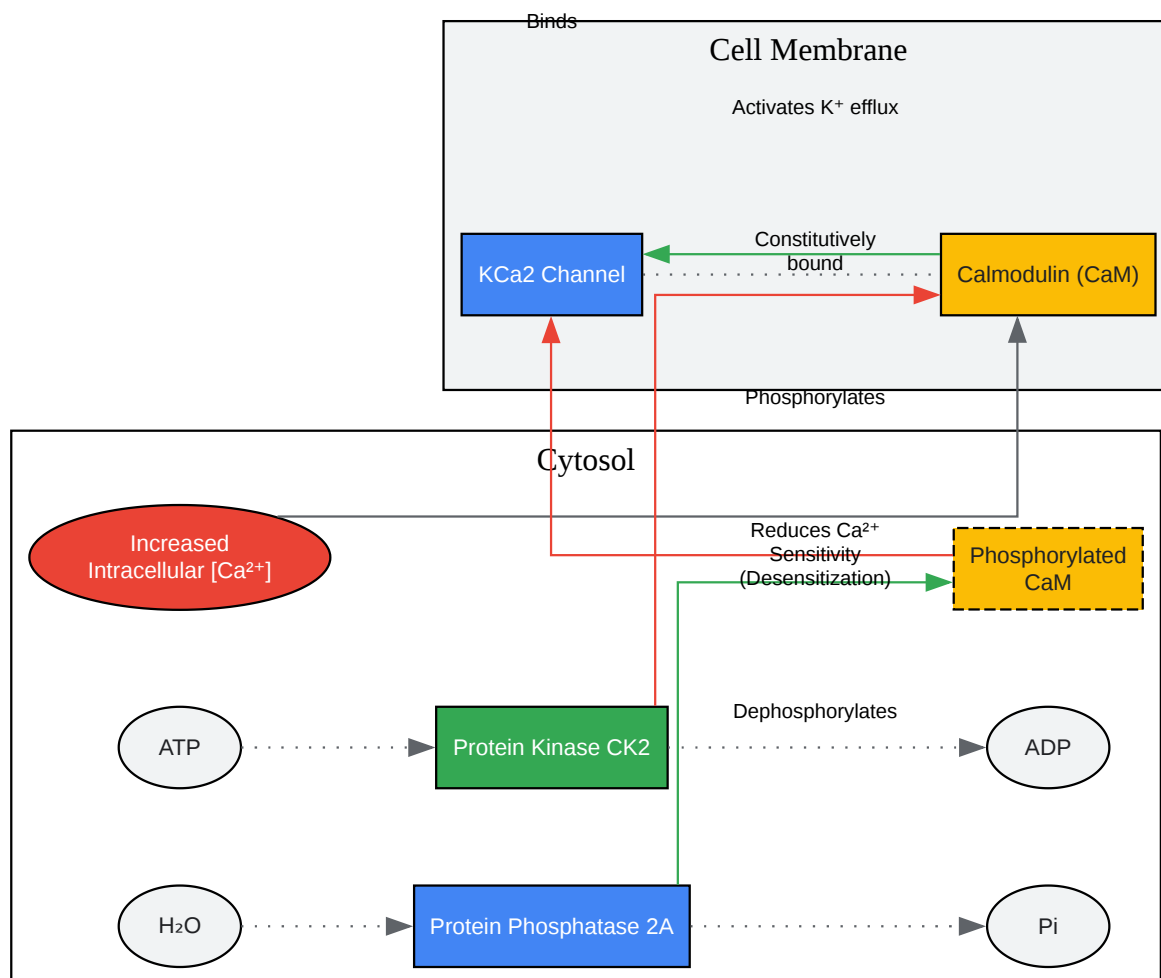 Binds
Cell Membrane
Activates K⁺ efflux
Constitutively
bound
KCa2 Channel
Calmodulin (CaM)
Phosphorylates
Cytosol
Increased
Intracellular [Ca²⁺]
Reduces Ca²⁺
Sensitivity
(Desensitization)
Phosphorylated
CaM
Dephosphorylates
ATP
Protein Kinase CK2
ADP
H₂O
Protein Phosphatase 2A
Pi